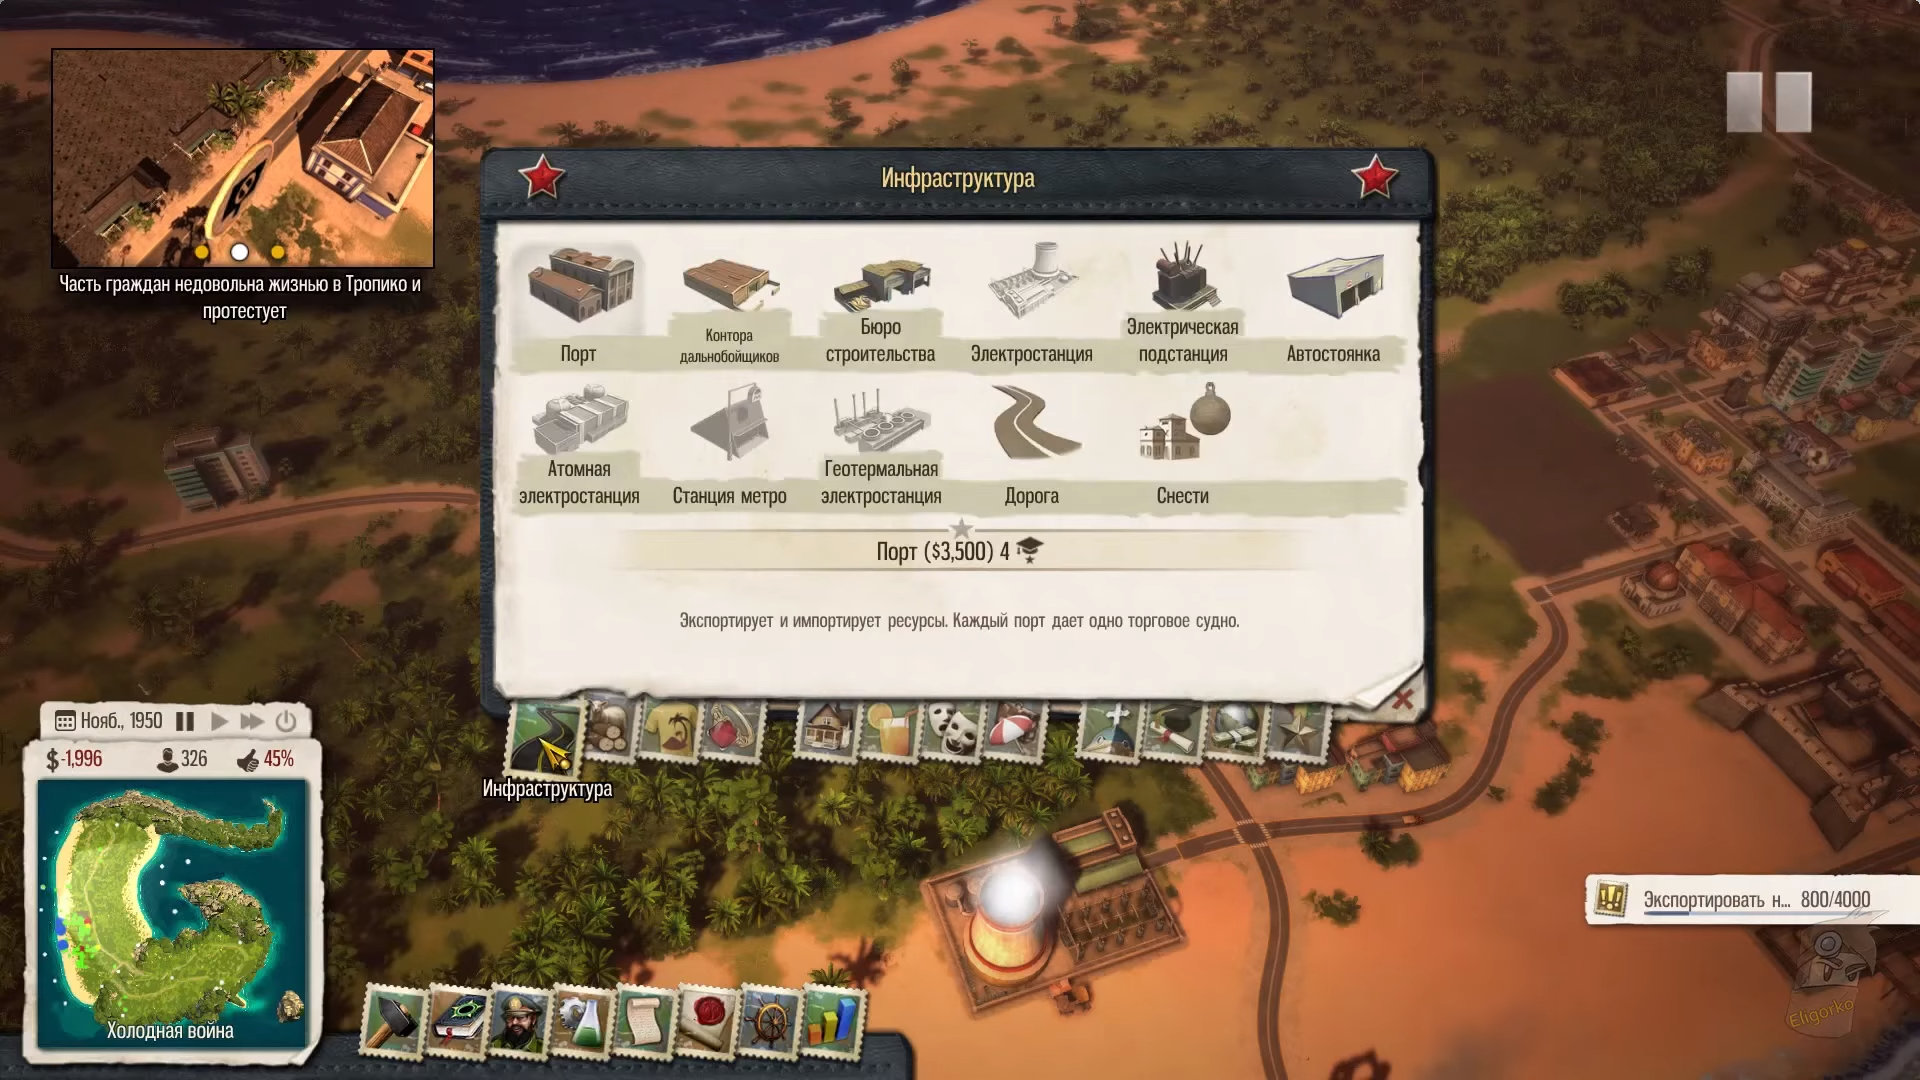 Инфраструктура
Часть граждан недовольна жизнью в Тропико и
протестует
Порт
Контора
дальнобойщиков
Бюро
строительства
Электростанция
Электрическая
подстанция
Автостоянка
Атомная
электростанция
Станция метро
Геотермальная
электростанция
Дорога
Снести
Порт ($3,500) 4
Экспортирует и импортирует ресурсы. Каждый порт дает одно торговое судно.
Инфраструктура
Нояб., 1950
$-1,996 326 45%
Холодная война
Экспортировать н... 800/4000
Eligorko